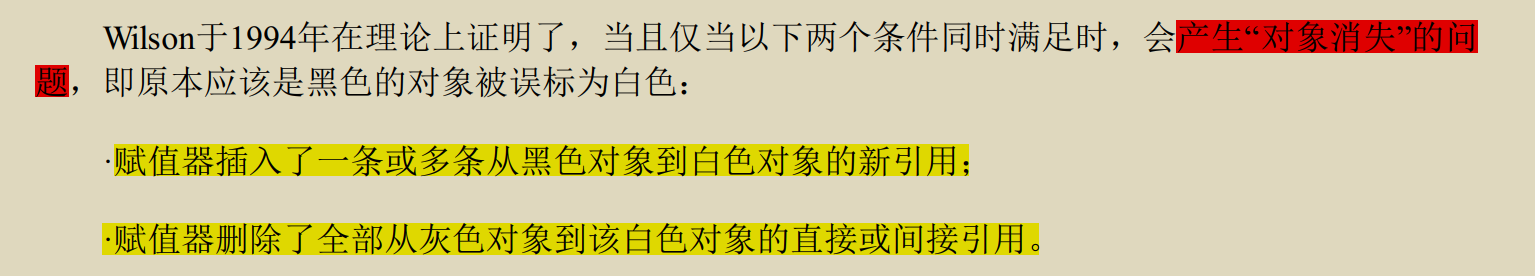 Wilson于1994年在理论上证明了，当且仅当以下两个条件同时满足时，会产生“对象消失”的问
题，即原本应该是黑色的对象被误标为白色：
·赋值器插入了一条或多条从黑色对象到白色对象的新引用；
·赋值器删除了全部从灰色对象到该白色对象的直接或间接引用。